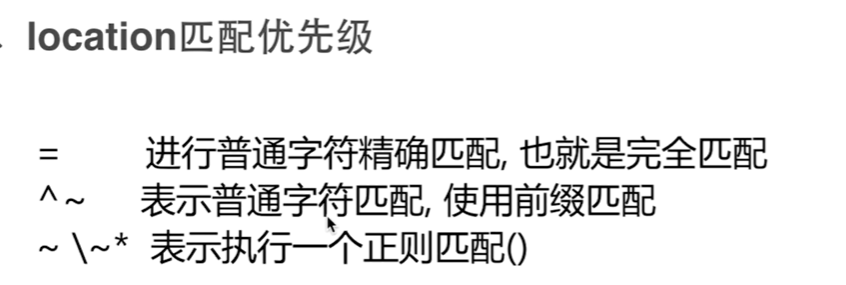 location匹配优先级
= 进行普通字符精确匹配, 也就是完全匹配
^~ 表示普通字符匹配, 使用前缀匹配
~ \~* 表示执行一个正则匹配()